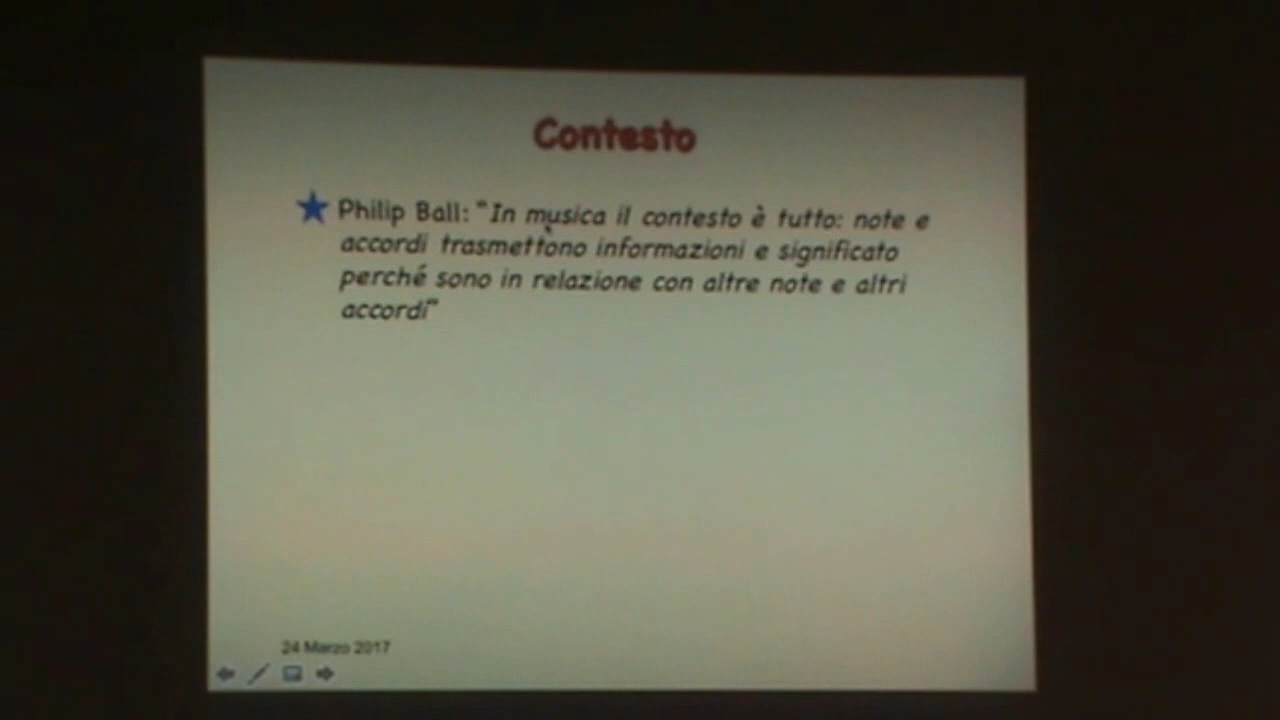 Contesto
Philip Ball: "In musica il contesto è tutto: note e
accordi trasmettono informazioni e significato
perché sono in relazione con altre note e altri
accordi"
24 Marzo 2017